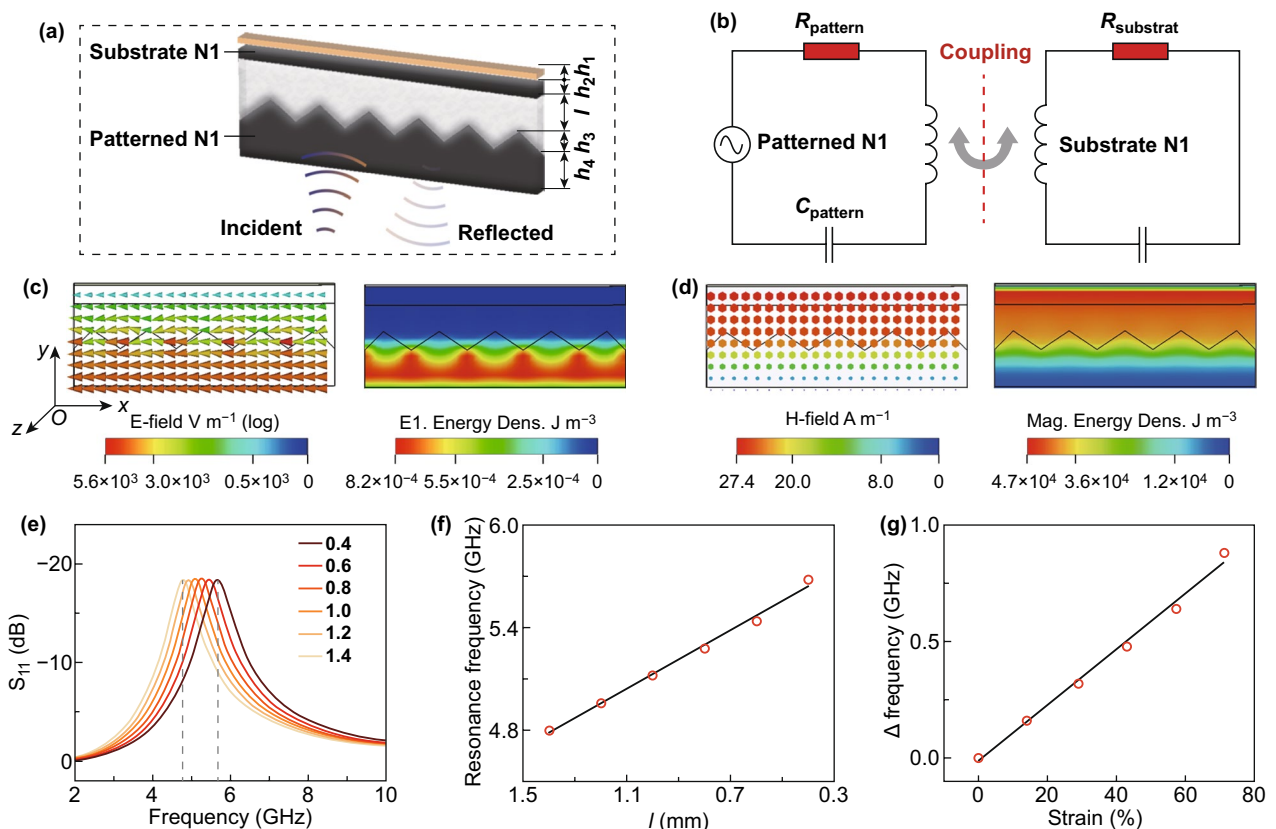 (a)
Substrate N1
h1
h2
l
Patterned N1
h3
h4
Incident
Reflected
(b)
Rpattern
Rsubstrat
Coupling
Patterned N1
Substrate N1
Cpattern
(c)
y
x
O
z
E-field V m⁻¹ (log)
5.6×10³ 3.0×10³ 0.5×10³ 0
E1. Energy Dens. J m⁻³
8.2×10⁻⁴ 5.5×10⁻⁴ 2.5×10⁻⁴ 0
(d)
H-field A m⁻¹
27.4 20.0 8.0 0
Mag. Energy Dens. J m⁻³
4.7×10⁴ 3.6×10⁴ 1.2×10⁴ 0
(e)
S₁₁ (dB)
−20
−10
0
0.4
0.6
0.8
1.0
1.2
1.4
2 4 6 8 10
Frequency (GHz)
(f)
Resonance frequency (GHz)
6.0
5.4
4.8
1.5 1.1 0.7 0.3
l (mm)
(g)
Δ frequency (GHz)
1.0
0.5
0.0
0 20 40 60 80
Strain (%)